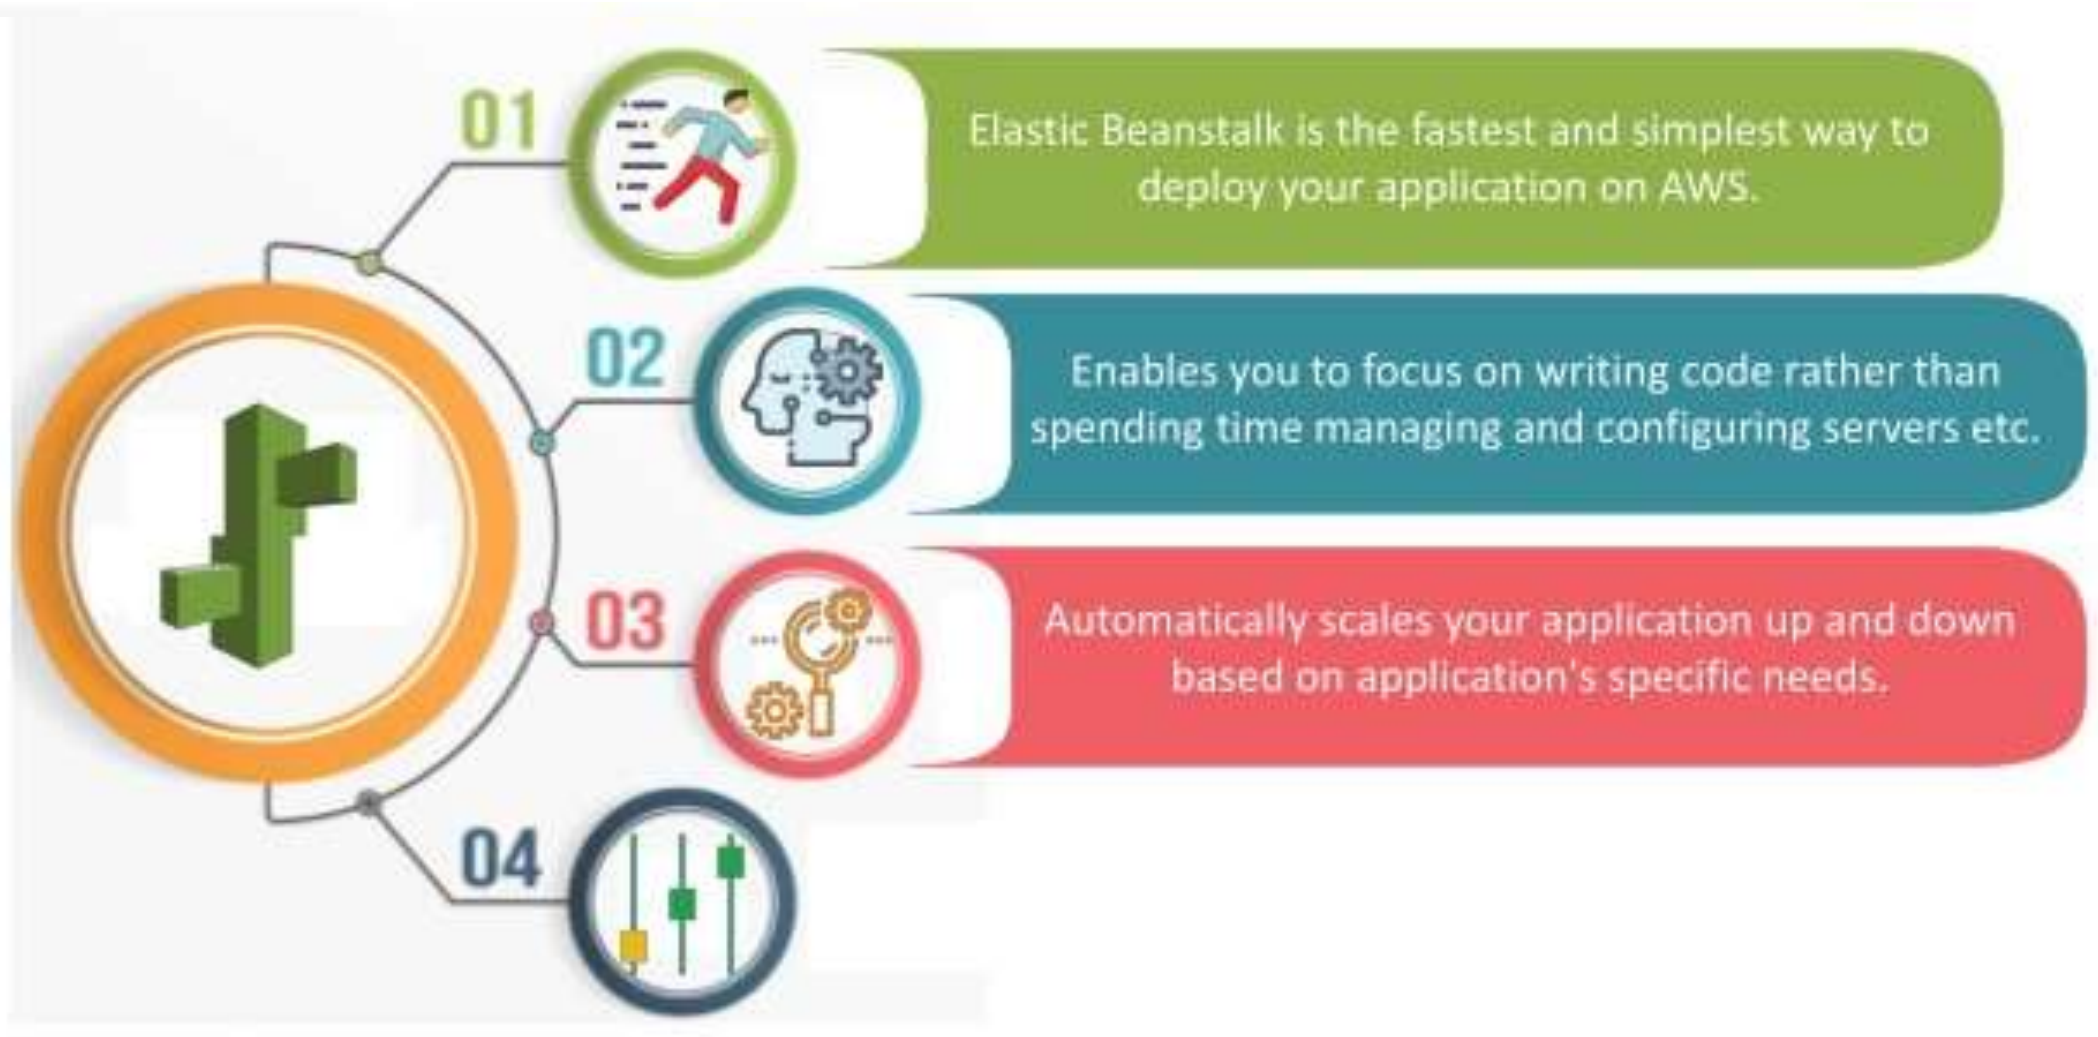 01
Elastic Beanstalk is the fastest and simplest way to
deploy your application on AWS.
02
Enables you to focus on writing code rather than
spending time managing and configuring servers etc.
03
Automatically scales your application up and down
based on application's specific needs.
04